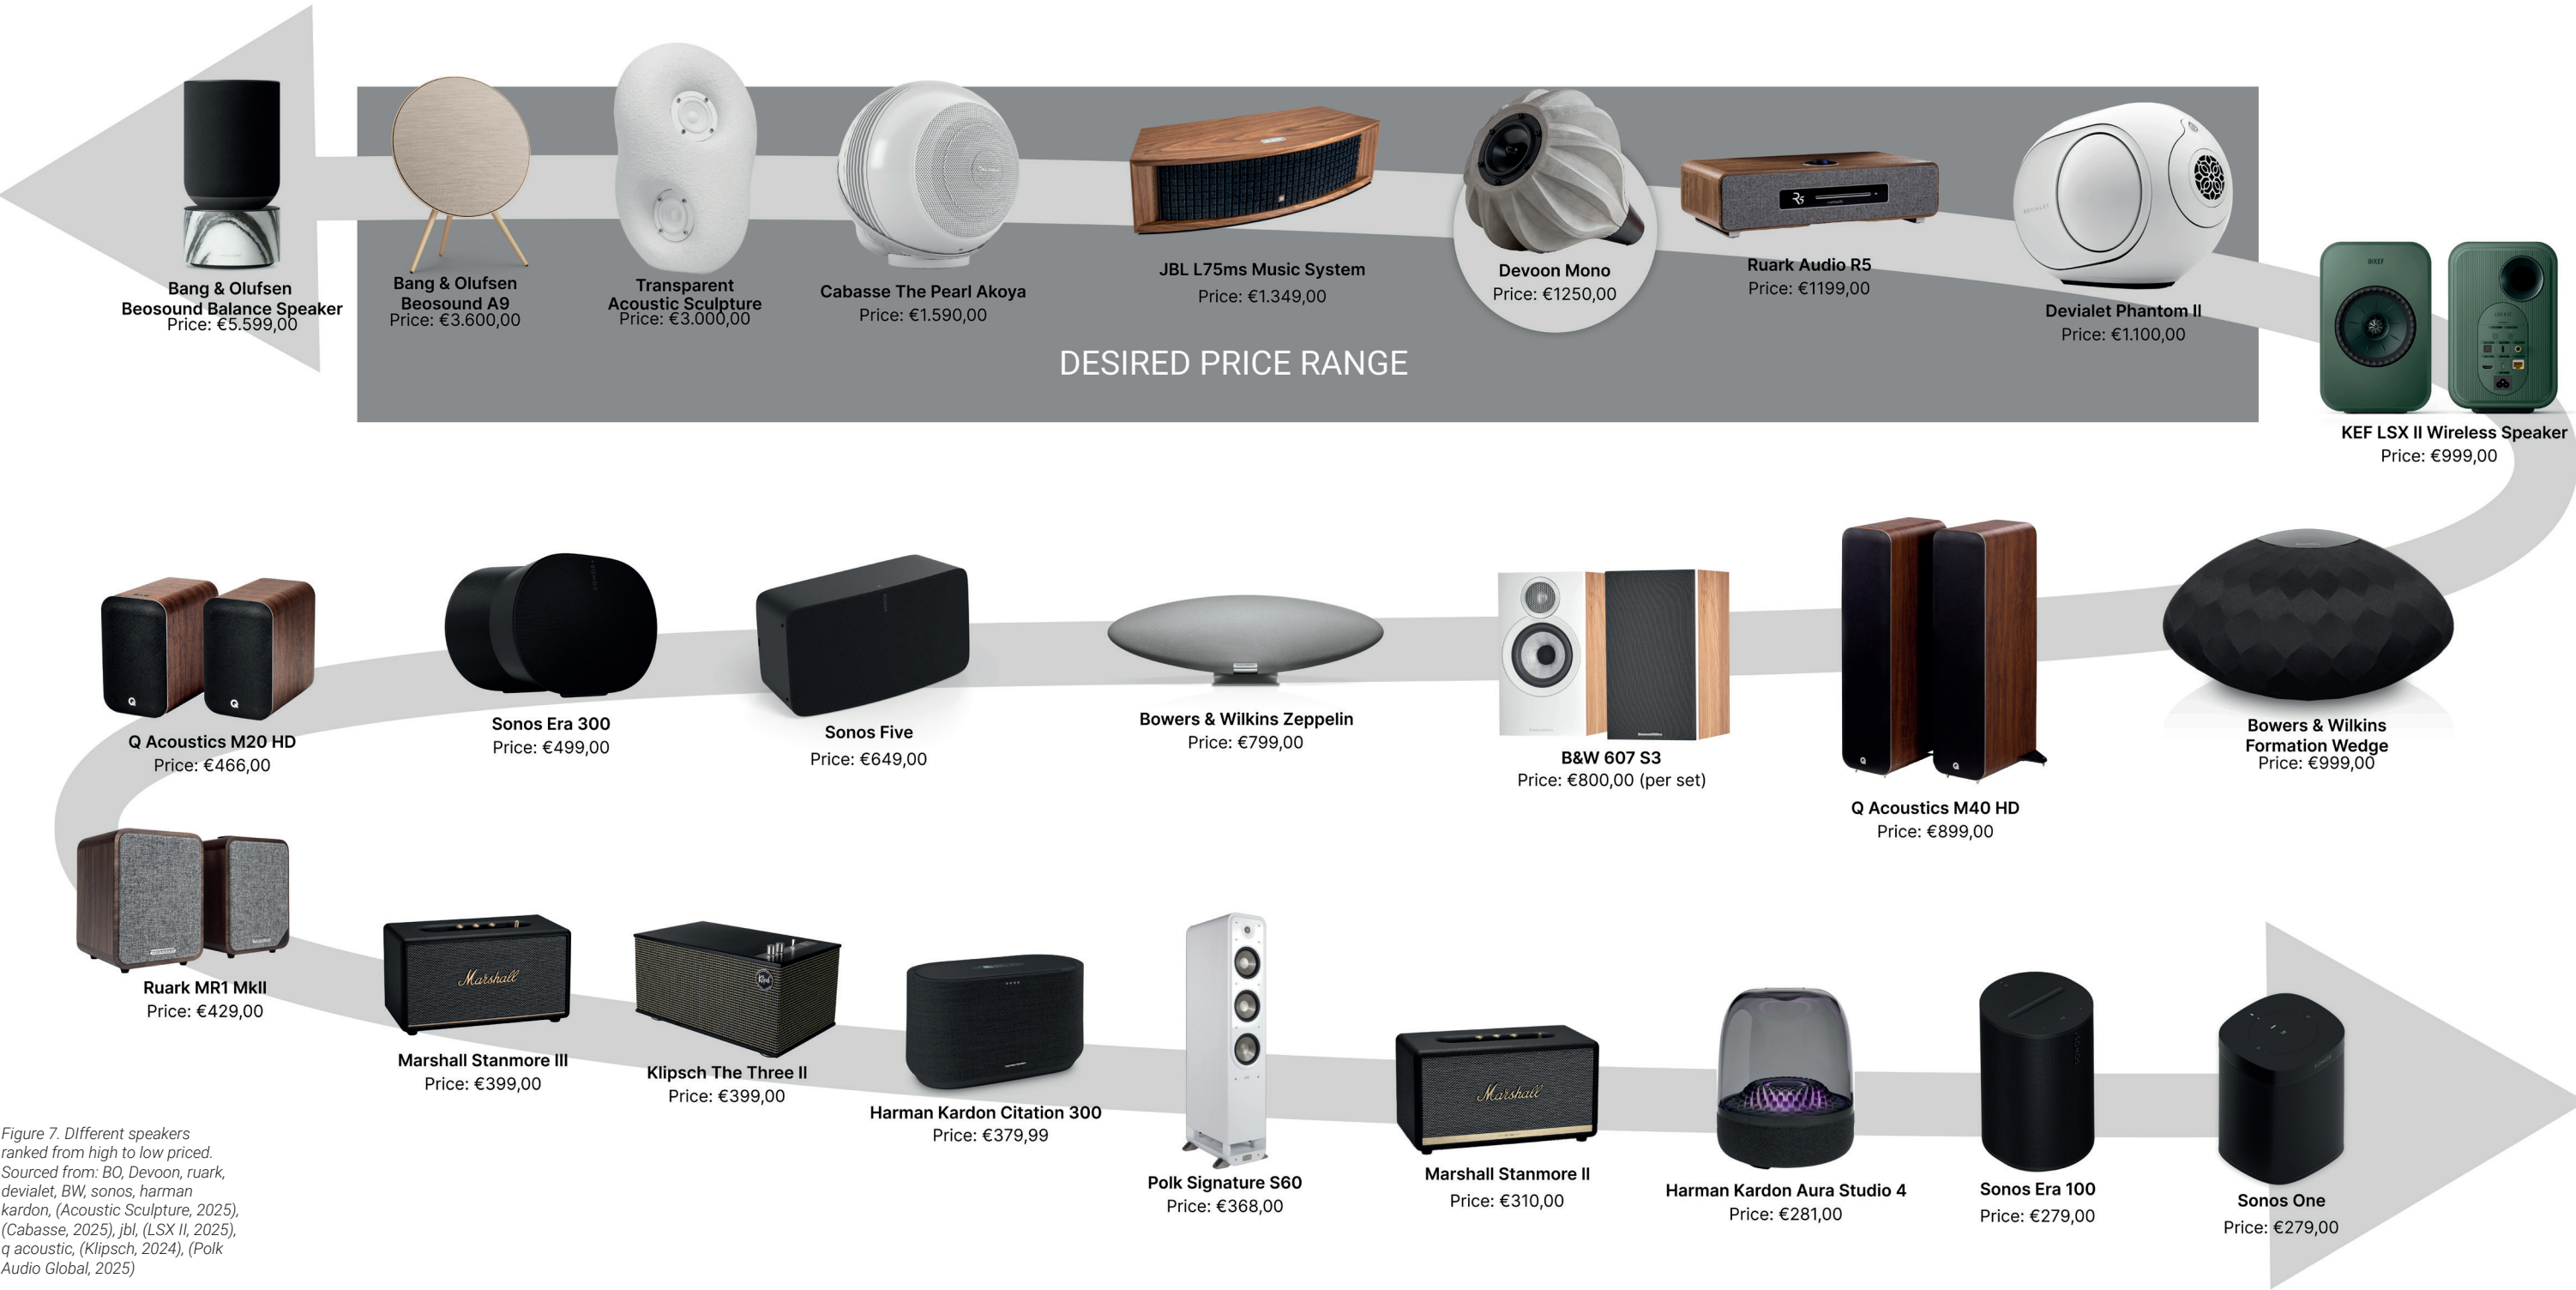 Bang & Olufsen
Beosound Balance Speaker
Price: €5.599,00
Bang & Olufsen
Beosound A9
Price: €3.600,00
Transparent
Acoustic Sculpture
Price: €3.000,00
Cabasse The Pearl Akoya
Price: €1.590,00
JBL L75ms Music System
Price: €1.349,00
Devoon Mono
Price: €1250,00
R5
Ruark Audio R5
Price: €1199,00
DEVIALET
Devialet Phantom II
Price: €1.100,00
DESIRED PRICE RANGE
KEF
KEF LSX II Wireless Speaker
Price: €999,00
Q
Q
Q Acoustics M20 HD
Price: €466,00
SONOS
Sonos Era 300
Price: €499,00
SONOS
Sonos Five
Price: €649,00
Bowers & Wilkins Zeppelin
Price: €799,00
B&W 607 S3
Price: €800,00 (per set)
Q
Q
Q Acoustics M40 HD
Price: €899,00
Bowers & Wilkins
Formation Wedge
Price: €999,00
Ruark MR1 MkII
Price: €429,00
Marshall
Marshall Stanmore III
Price: €399,00
Klipsch The Three II
Price: €399,00
Harman Kardon Citation 300
Price: €379,99
Polk Signature S60
Price: €368,00
Marshall
Marshall Stanmore II
Price: €310,00
Harman Kardon Aura Studio 4
Price: €281,00
SONOS
Sonos Era 100
Price: €279,00
SONOS
Sonos One
Price: €279,00
Figure 7. DIfferent speakers
ranked from high to low priced.
Sourced from: BO, Devoon, ruark,
devialet, BW, sonos, harman
kardon, (Acoustic Sculpture, 2025),
(Cabasse, 2025), jbl, (LSX II, 2025),
q acoustic, (Klipsch, 2024), (Polk
Audio Global, 2025)